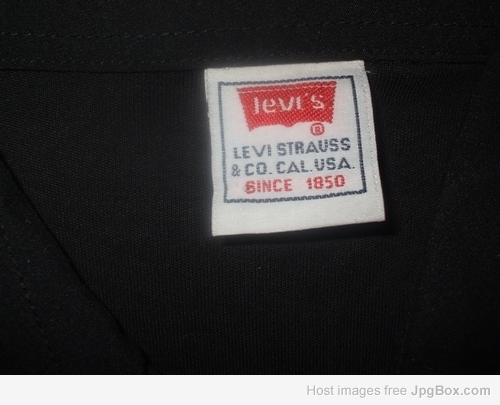 levi's
®
LEVI STRAUSS
& CO. CAL. USA.
SINCE 1850
Host images free JpgBox.com